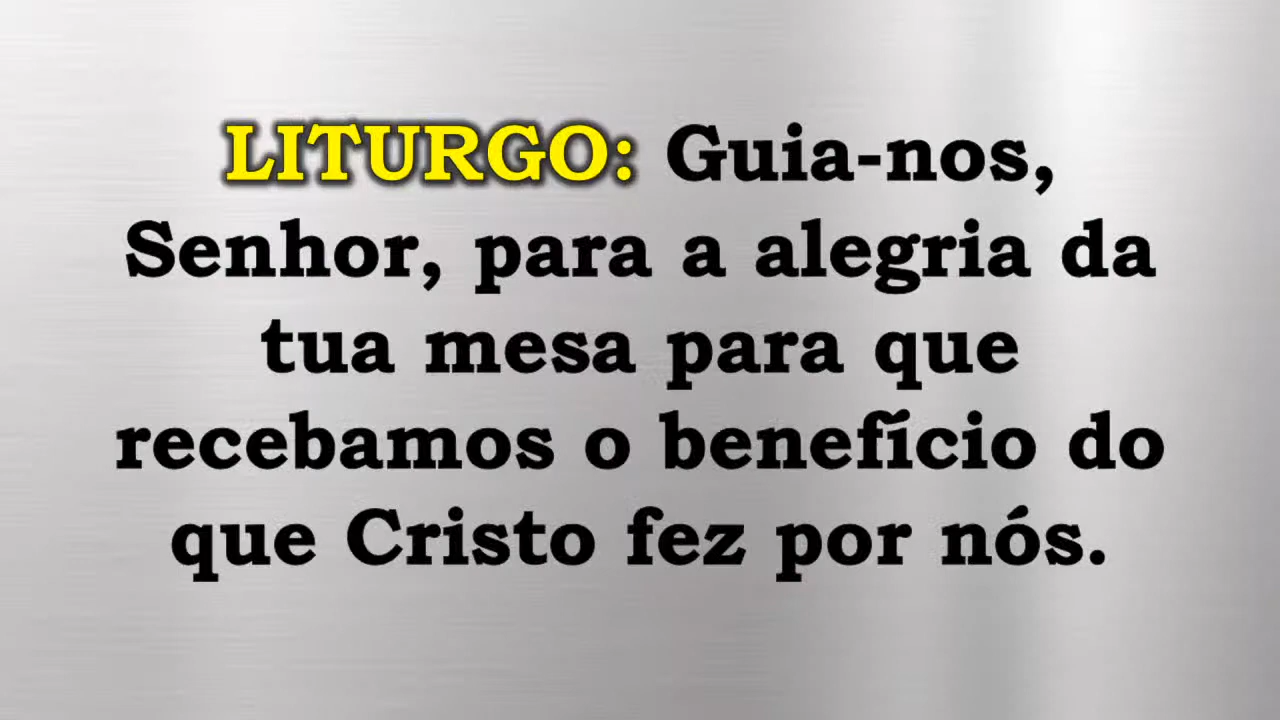 LITURGO: Guia-nos,
Senhor, para a alegria da
tua mesa para que
recebamos o benefício do
que Cristo fez por nós.